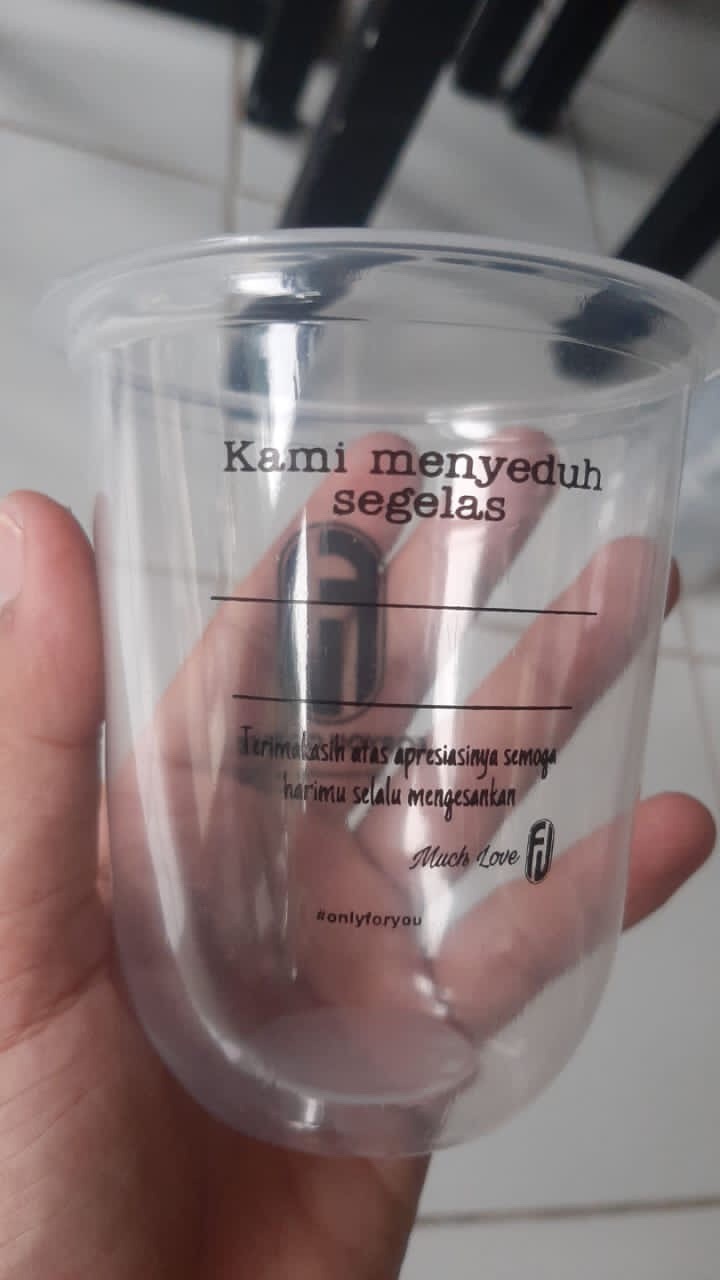 Kami menyeduh
segelas
Terimakasih atas apresiasinya semoga
harimu selalu mengesankan
Much Love
#onlyforyou